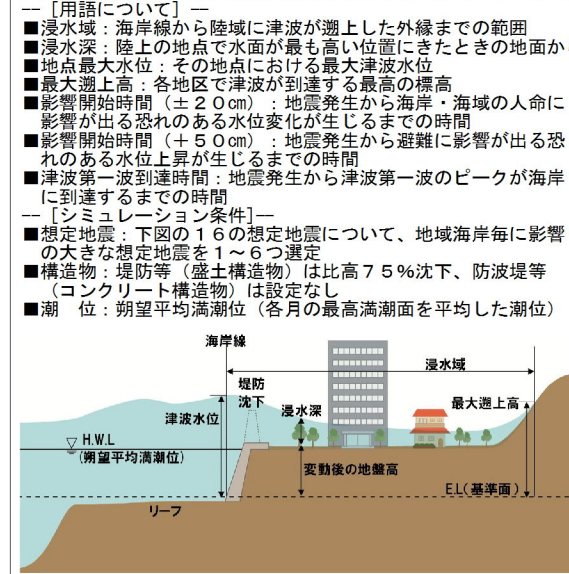 -- [用語について] --
■浸水域：海岸線から陸域に津波が遡上した外縁までの範囲
■浸水深：陸上の地点で水面が最も高い位置にきたときの地面か
■地点最大水位：その地点における最大津波水位
■最大遡上高：各地区で津波が到達する最高の標高
■影響開始時間（±２０㎝）：地震発生から海岸・海域の人命に
影響が出る恐れのある水位変化が生じるまでの時間
■影響開始時間（＋５０㎝）：地震発生から避難に影響が出る恐
れのある水位上昇が生じるまでの時間
■津波第一波到達時間：地震発生から津波第一波のピークが海岸
に到達するまでの時間
-- [シミュレーション条件]--
■想定地震：下図の１６の想定地震について、地域海岸毎に影響
の大きな想定地震を１～６つ選定
■構造物：堤防等（盛土構造物）は比高７５％沈下、防波堤等
（コンクリート構造物）は設定なし
■潮　位：朔望平均満潮位（各月の最高満潮面を平均した潮位）
海岸線
浸水域
堤防
沈下
最大遡上高
浸水深
津波水位
H.W.L
(朔望平均満潮位)
変動後の地盤高
E.L(基準面)
リーフ